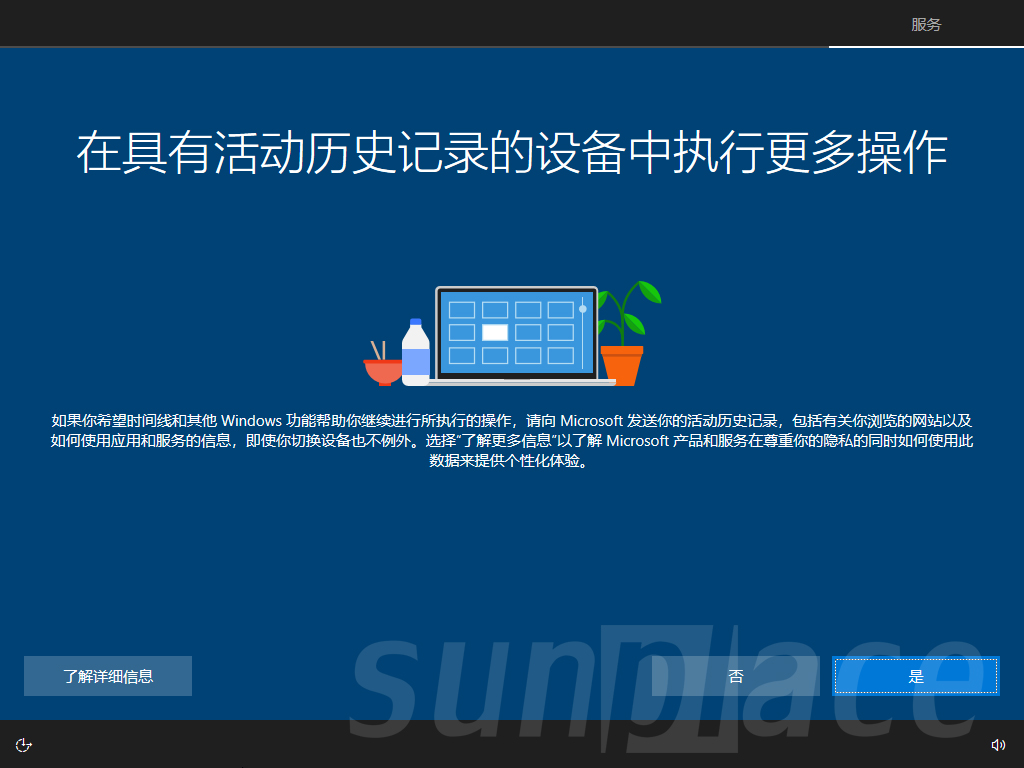 服务
在具有活动历史记录的设备中执行更多操作
如果你希望时间线和其他 Windows 功能帮助你继续进行所执行的操作，请向 Microsoft 发送你的活动历史记录，包括有关你浏览的网站以及
如何使用应用和服务的信息，即使你切换设备也不例外。选择"了解更多信息"以了解 Microsoft 产品和服务在尊重你的隐私的同时如何使用此
数据来提供个性化体验。
sunplace
了解详细信息
否
是